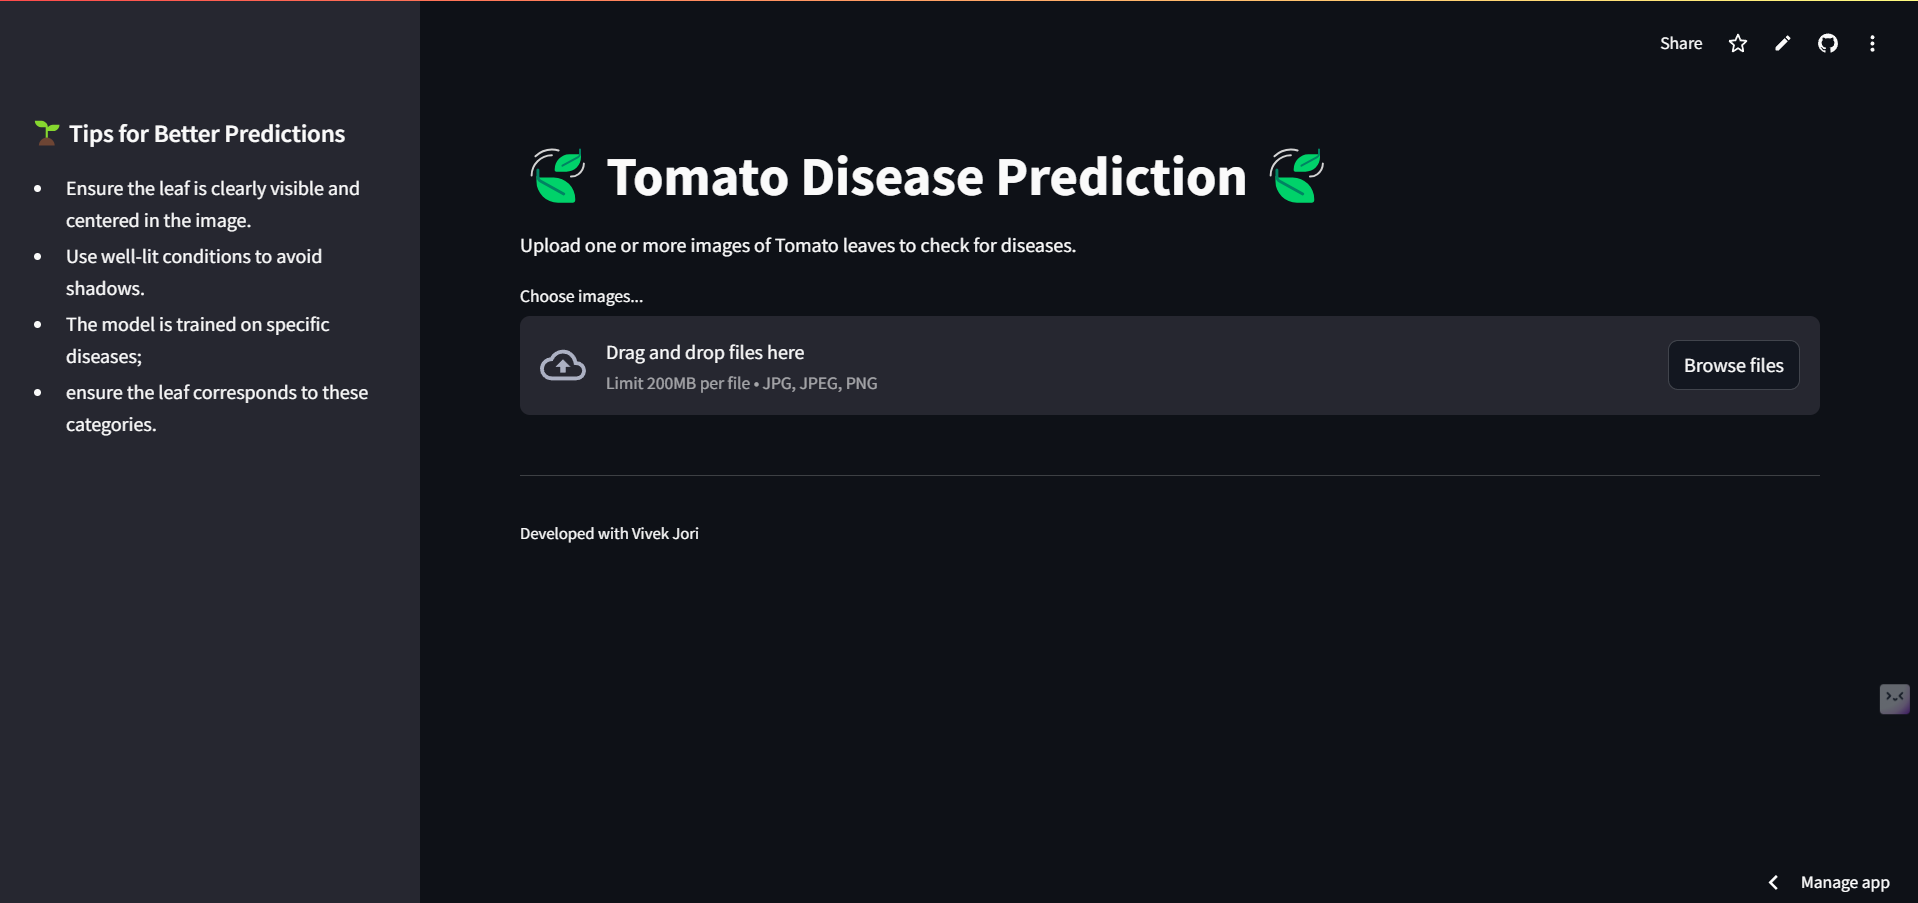 Share
Tips for Better Predictions
Ensure the leaf is clearly visible and
centered in the image.
Use well-lit conditions to avoid
shadows.
The model is trained on specific
diseases;
ensure the leaf corresponds to these
categories.
Tomato Disease Prediction
Upload one or more images of Tomato leaves to check for diseases.
Choose images...
Drag and drop files here
Limit 200MB per file • JPG, JPEG, PNG
Browse files
Developed with Vivek Jori
Manage app